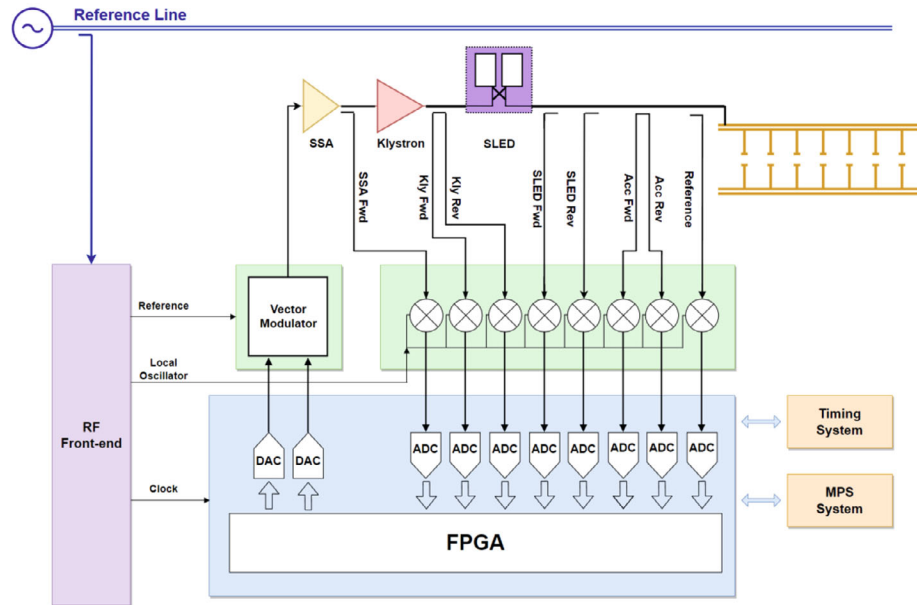 Reference Line
SSA
Klystron
SLED
SSA Fwd
Kly Fwd
Kly Rev
SLED Fwd
SLED Rev
Acc Fwd
Acc Rev
Reference
Reference
Vector
Modulator
Local
Oscillator
RF
Front-end
Clock
DAC
DAC
ADC
ADC
ADC
ADC
ADC
ADC
ADC
ADC
FPGA
Timing
System
MPS
System